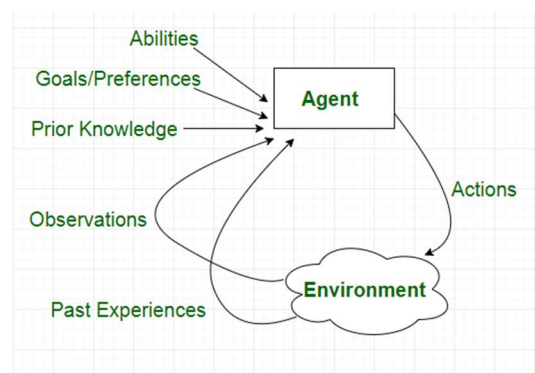 Abilities
Goals/Preferences
Agent
Prior Knowledge
Actions
Observations
Environment
Past Experiences